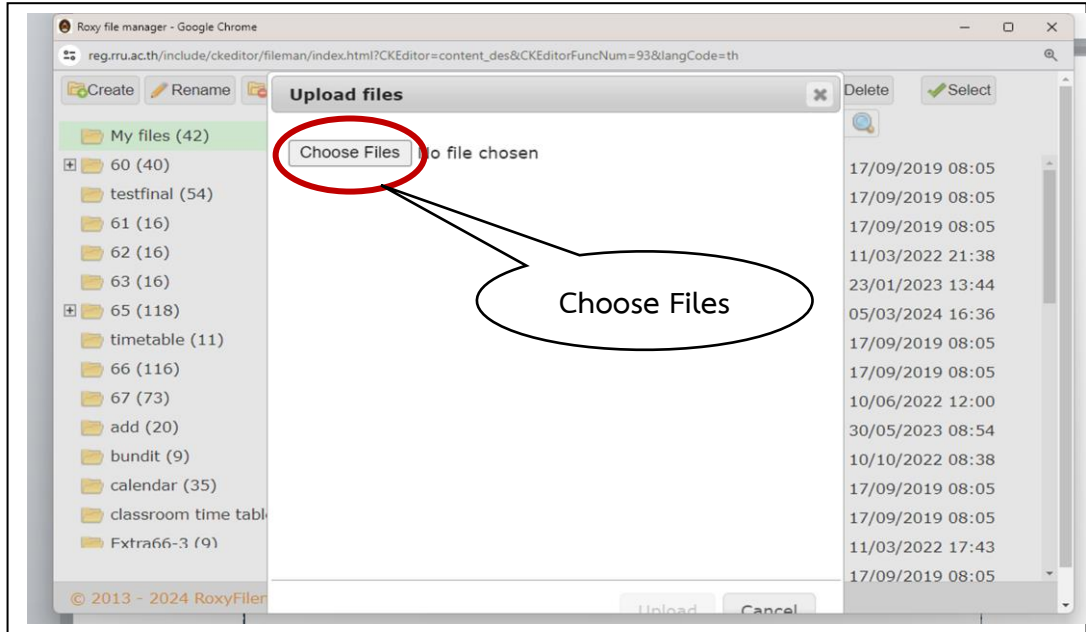 Roxy file manager - Google Chrome
reg.rru.ac.th/include/ckeditor/fileman/index.html?CKEditor=content_des&CKEditorFuncNum=93&langCode=th
Create Rename Delete Select
Upload files
Choose Files No file chosen
Choose Files
My files (42)
60 (40)
testfinal (54)
61 (16)
62 (16)
63 (16)
65 (118)
timetable (11)
66 (116)
67 (73)
add (20)
bundit (9)
calendar (35)
classroom time tabl
Extra66-3 (9)
17/09/2019 08:05
17/09/2019 08:05
17/09/2019 08:05
11/03/2022 21:38
23/01/2023 13:44
05/03/2024 16:36
17/09/2019 08:05
17/09/2019 08:05
10/06/2022 12:00
30/05/2023 08:54
10/10/2022 08:38
17/09/2019 08:05
17/09/2019 08:05
11/03/2022 17:43
17/09/2019 08:05
Upload Cancel
© 2013 - 2024 RoxyFiler